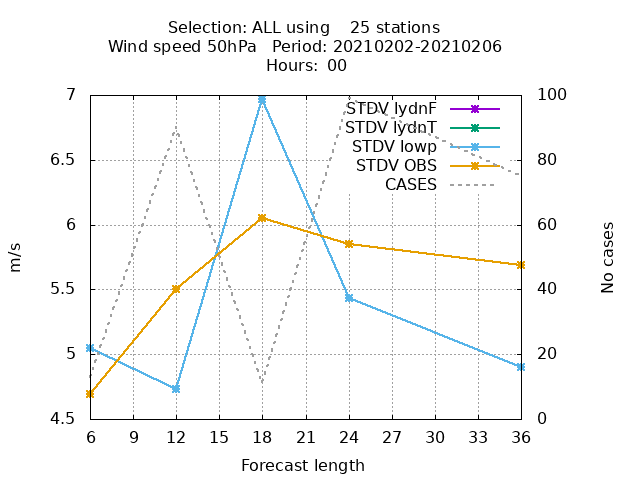 Selection: ALL using    25 stations
Wind speed 50hPa   Period: 20210202-20210206
Hours: 00
7
6.5
6
5.5
5
4.5
m/s
100
80
60
40
20
0
No cases
STDV lydnF
STDV lydnT
STDV lowp
STDV OBS
CASES
6 9 12 15 18 21 24 27 30 33 36
Forecast length